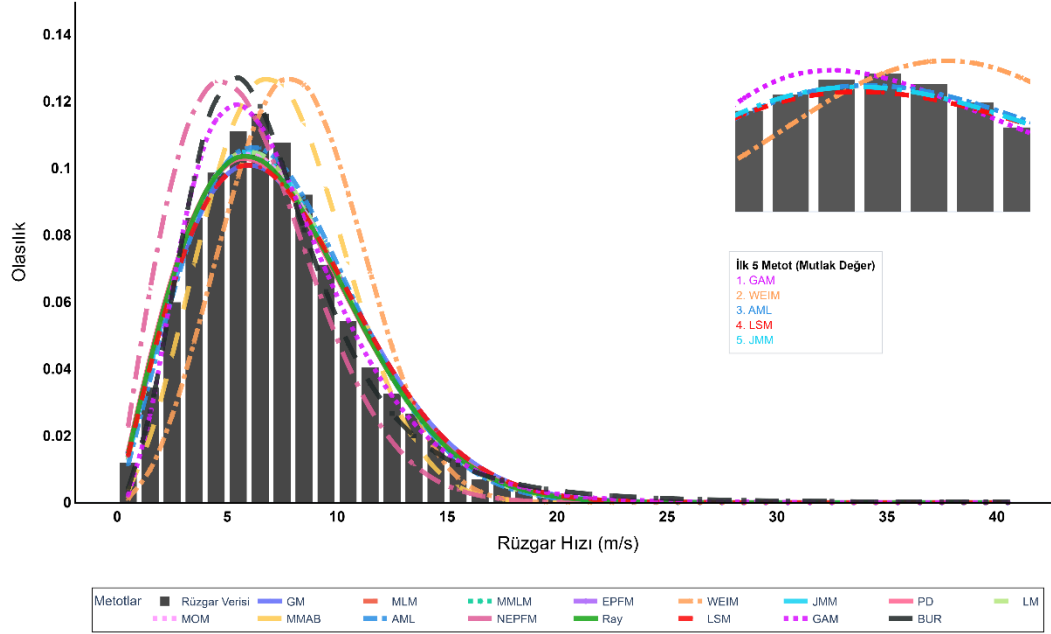 0.14
0.12
0.1
0.08
0.06
0.04
0.02
0
Olasılık
0 5 10 15 20 25 30 35 40
Rüzgar Hızı (m/s)
İlk 5 Metot (Mutlak Değer)
1. GAM
2. WEIM
3. AML
4. LSM
5. JMM
Metotlar Rüzgar Verisi GM MLM MMLM EPFM WEIM JMM PD LM
MOM MMAB AML NEPFM Ray LSM GAM BUR